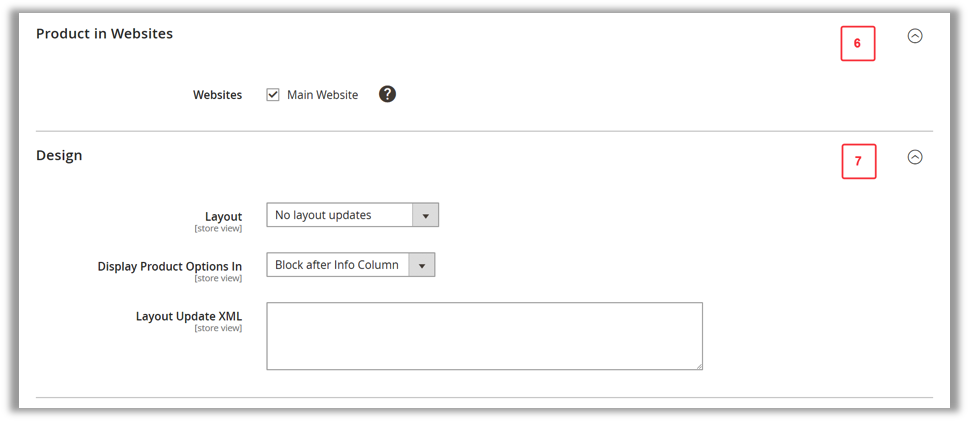 Product in Websites
6
Websites
Main Website
?
Design
7
Layout
[store view]
No layout updates
Display Product Options In
[store view]
Block after Info Column
Layout Update XML
[store view]